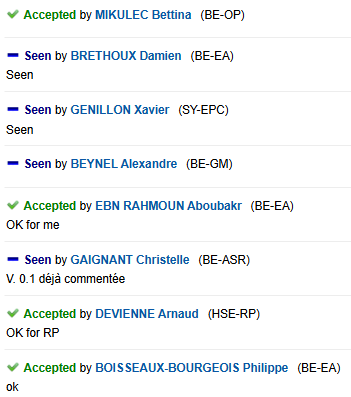 Accepted by MIKULEC Bettina (BE-OP)
Seen by BRETHOUX Damien (BE-EA)
Seen
Seen by GENILLON Xavier (SY-EPC)
Seen
Seen by BEYNEL Alexandre (BE-GM)
Accepted by EBN RAHMOUN Aboubakr (BE-EA)
OK for me
Seen by GAIGNANT Christelle (BE-ASR)
V. 0.1 déjà commentée
Accepted by DEVIENNE Arnaud (HSE-RP)
OK for RP
Accepted by BOISSEAUX-BOURGEOIS Philippe (BE-EA)
ok